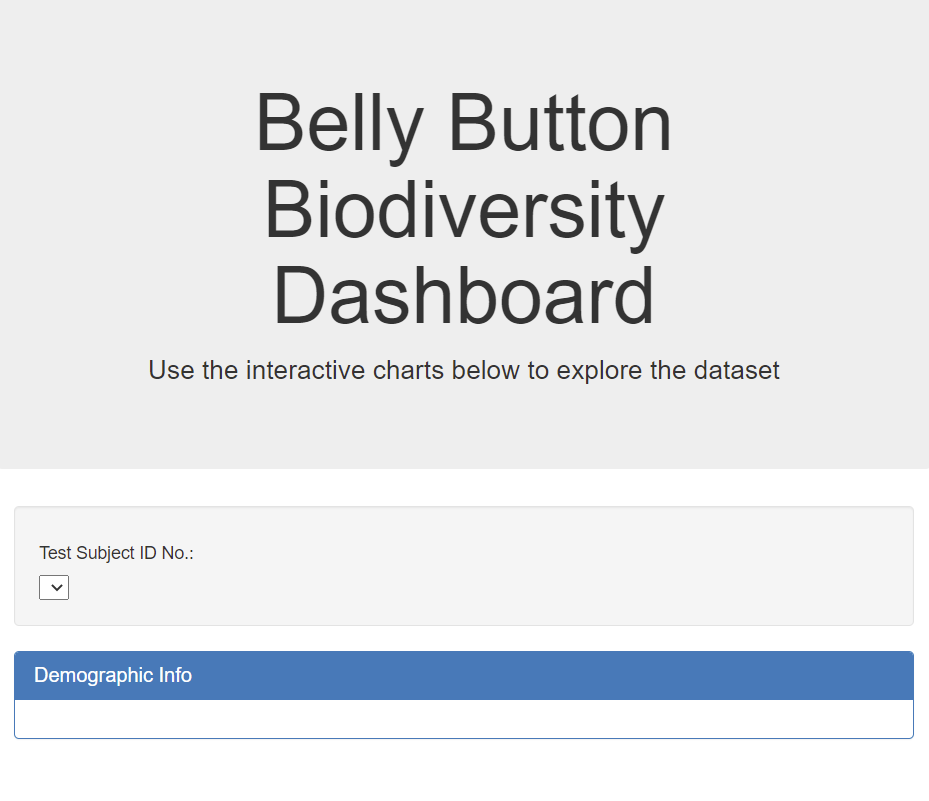 Belly Button
Biodiversity
Dashboard
Use the interactive charts below to explore the dataset
Test Subject ID No.:
Demographic Info